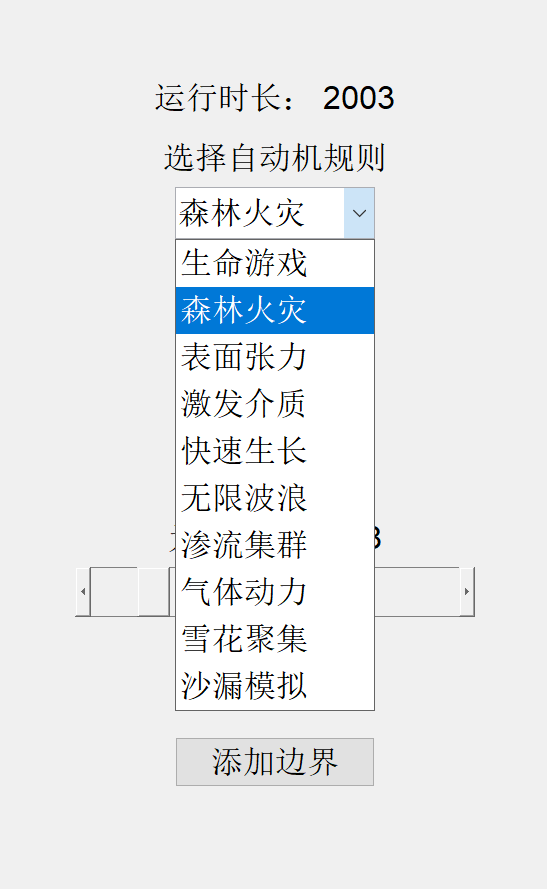 运行时长： 2003
选择自动机规则
森林火灾
生命游戏
森林火灾
表面张力
激发介质
快速生长
无限波浪
渗流集群
气体动力
雪花聚集
沙漏模拟
添加边界